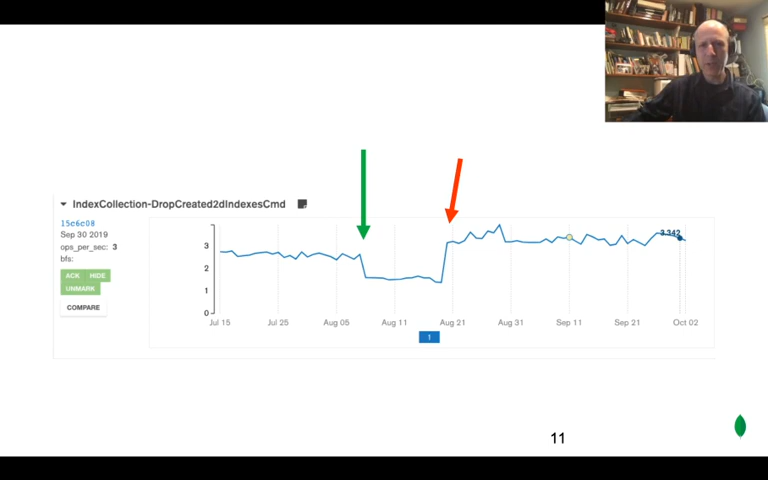 IndexCollection-DropCreated2dIndexesCmd
15c6c08
Sep 30 2019
ops_per_sec: 3
bfs:
ACK HIDE
UNMARK
COMPARE
3
2
1
0
3.342
Jul 15 Jul 25 Aug 05 Aug 11 Aug 21 Aug 31 Sep 11 Sep 21 Oct 02
1
11